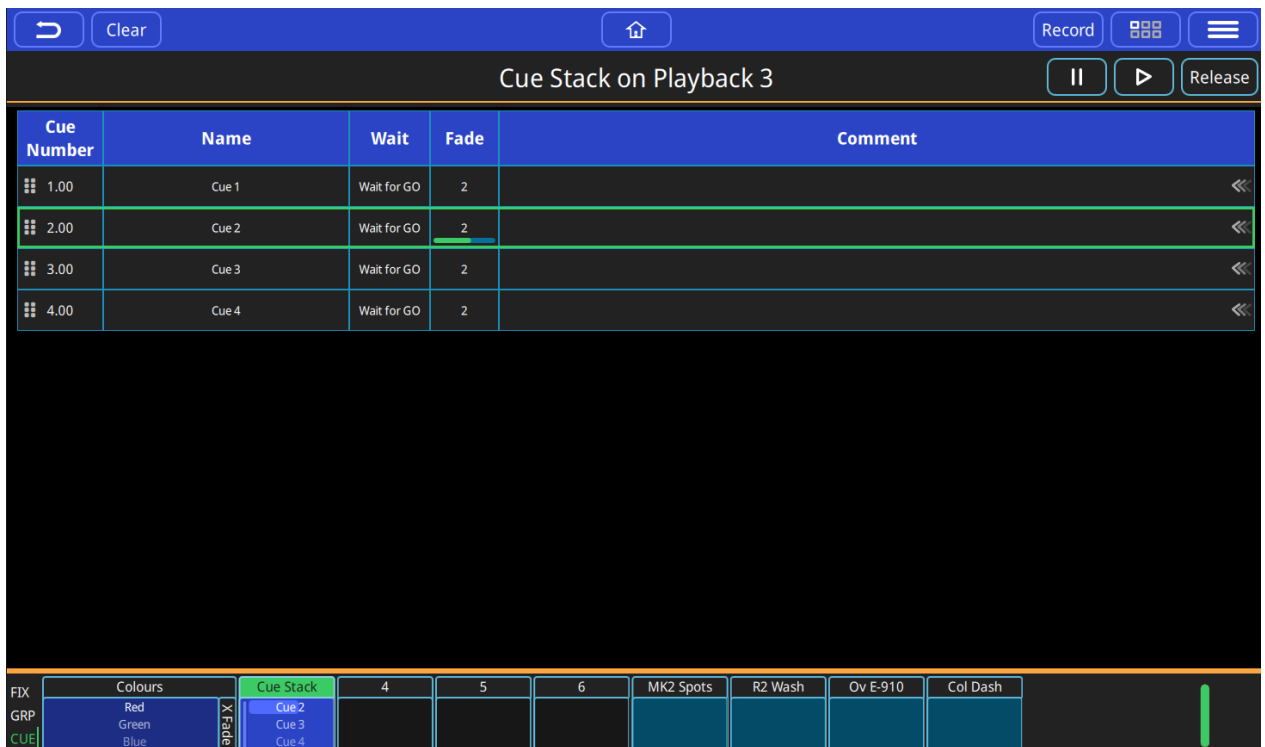 Clear
Record
Cue Stack on Playback 3
Release
Cue Number Name Wait Fade Comment
1.00 Cue 1 Wait for GO 2
2.00 Cue 2 Wait for GO 2
3.00 Cue 3 Wait for GO 2
4.00 Cue 4 Wait for GO 2
FIX
GRP
CUE
Colours
Red
Green
Blue
X Fade
Cue Stack
Cue 2
Cue 3
Cue 4
4
5
6
MK2 Spots
R2 Wash
Ov E-910
Col Dash